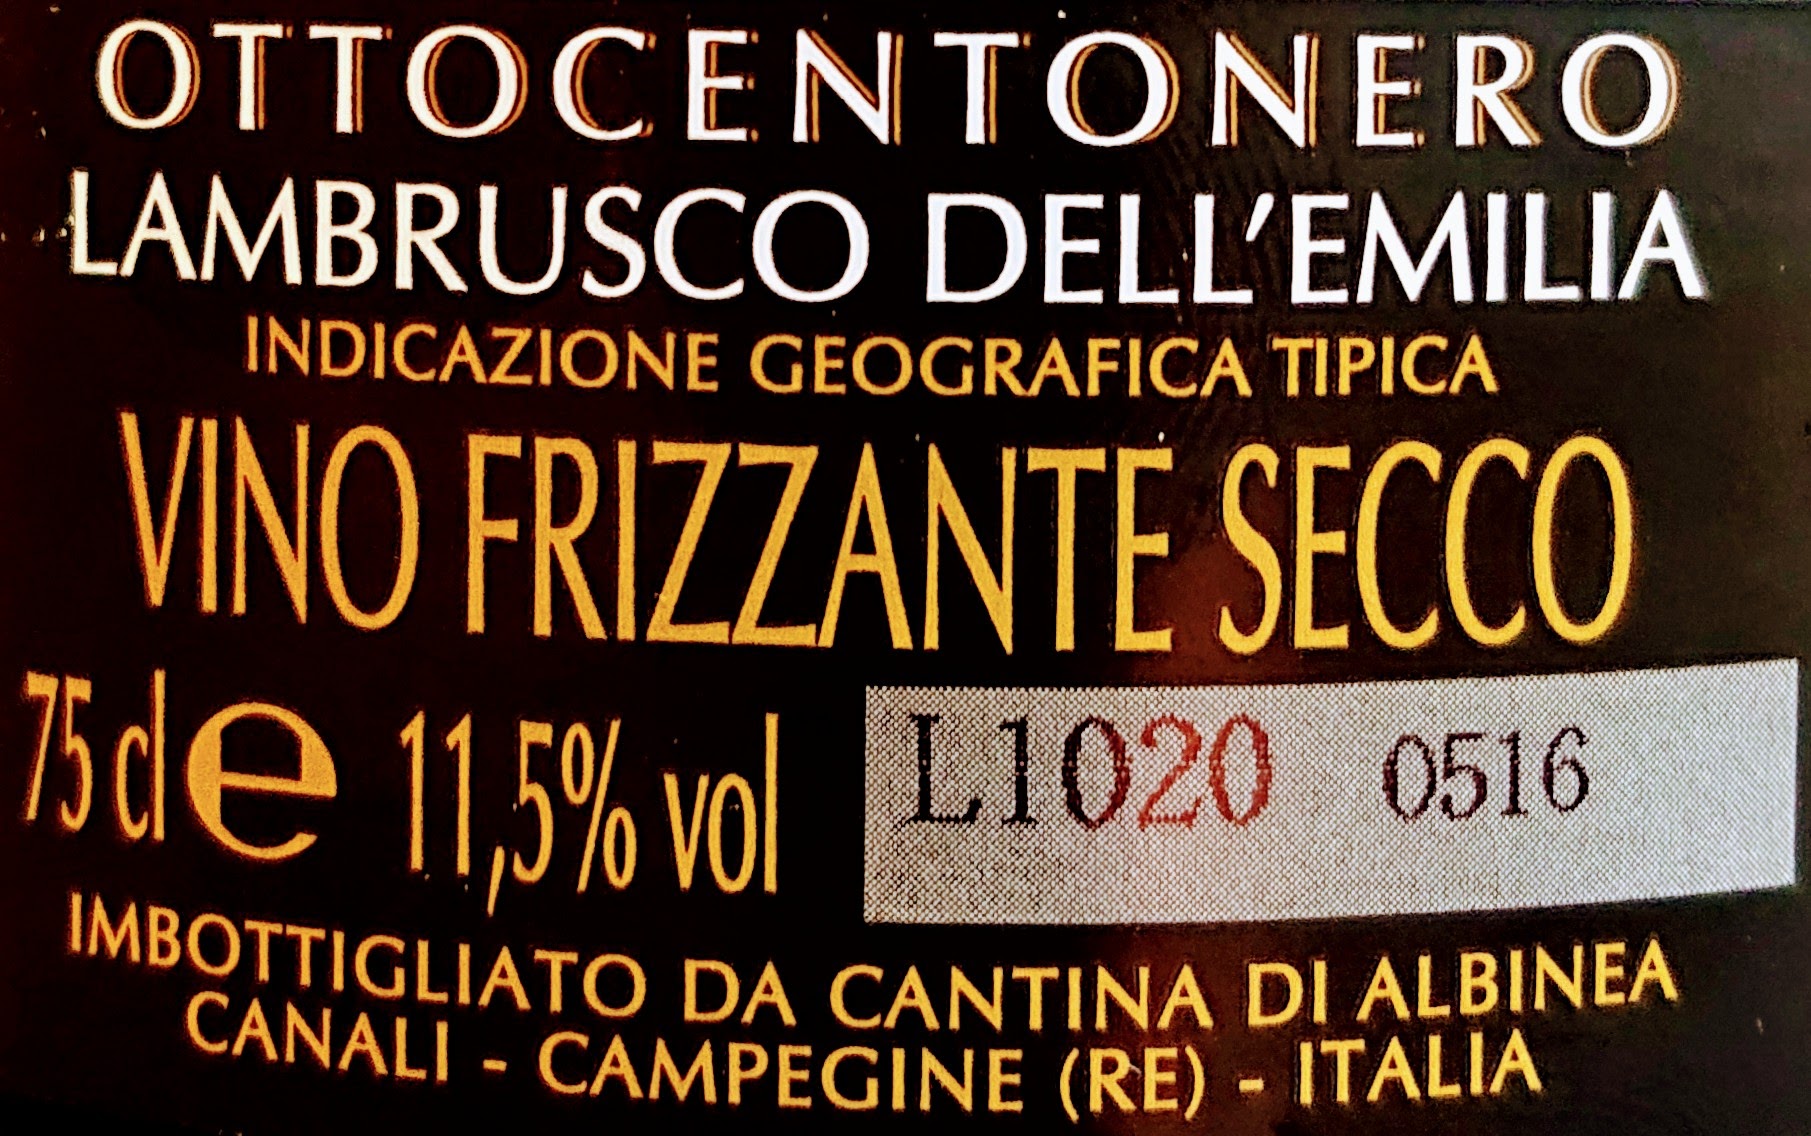 OTTOCENTONERO
LAMBRUSCO DELL'EMILIA
INDICAZIONE GEOGRAFICA TIPICA
VINO FRIZZANTE SECCO
75 cl e 11,5% vol L1020 0516
IMBOTTIGLIATO DA CANTINA DI ALBINEA
CANALI - CAMPEGINE (RE) - ITALIA